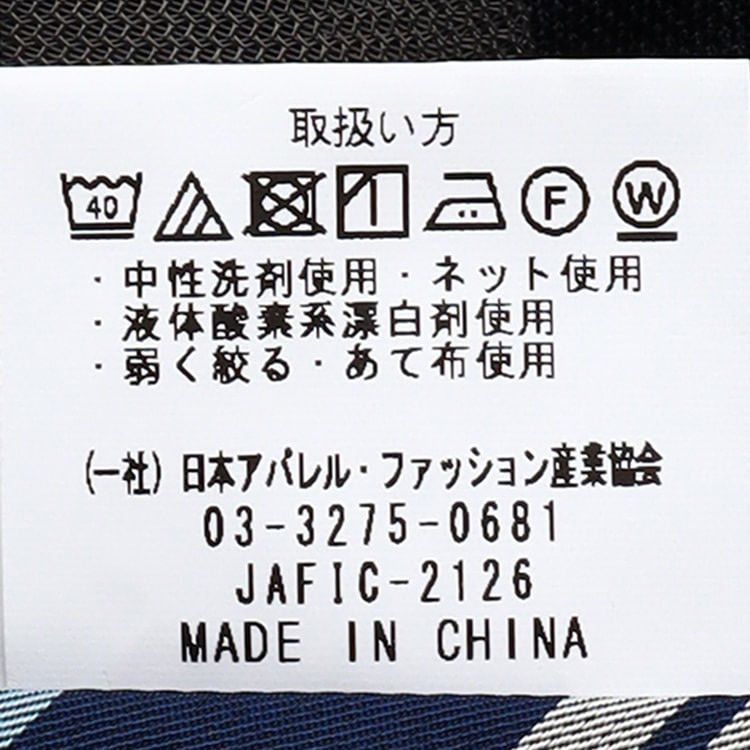 取扱い方
40 F W
・中性洗剤使用・ネット使用
・液体酸素系漂白剤使用
・弱く絞る・あて布使用
(一社)日本アパレル・ファッション産業協会
03-3275-0681
JAFIC-2126
MADE IN CHINA